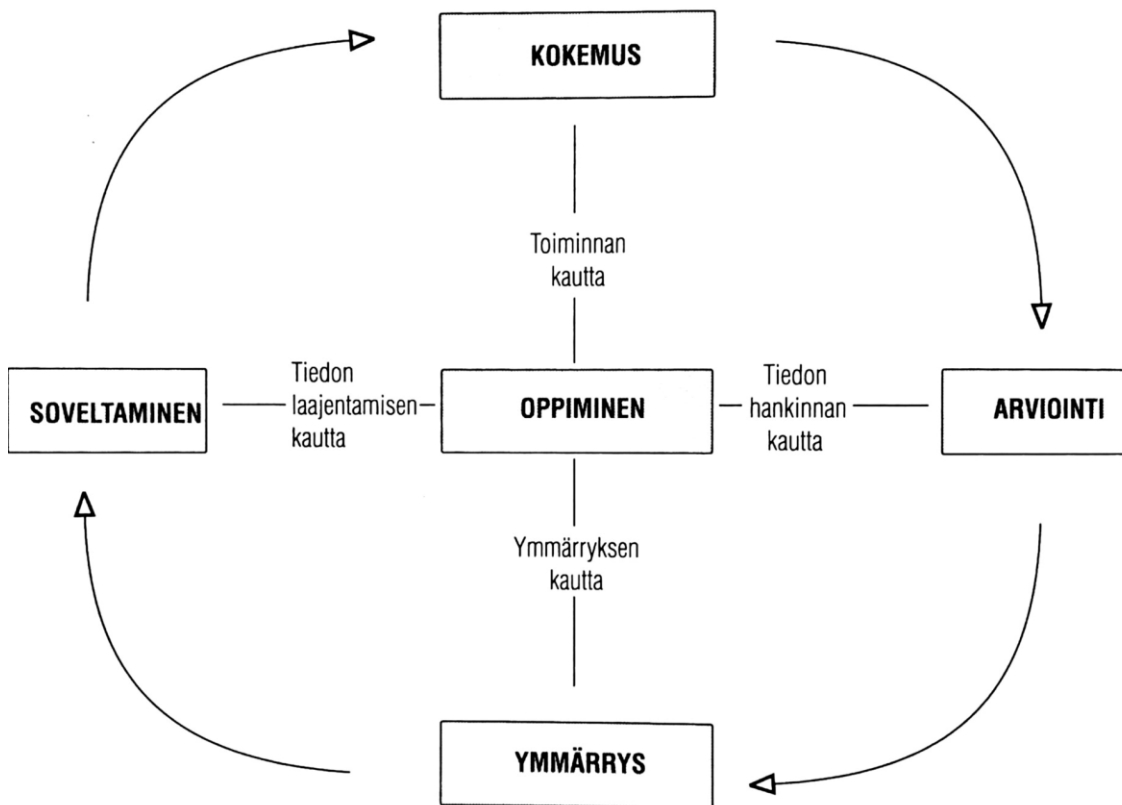 KOKEMUS
Toiminnan
kautta
SOVELTAMINEN
Tiedon
laajentamisen
kautta
OPPIMINEN
Tiedon
hankinnan
kautta
ARVIOINTI
Ymmärryksen
kautta
YMMÄRRYS